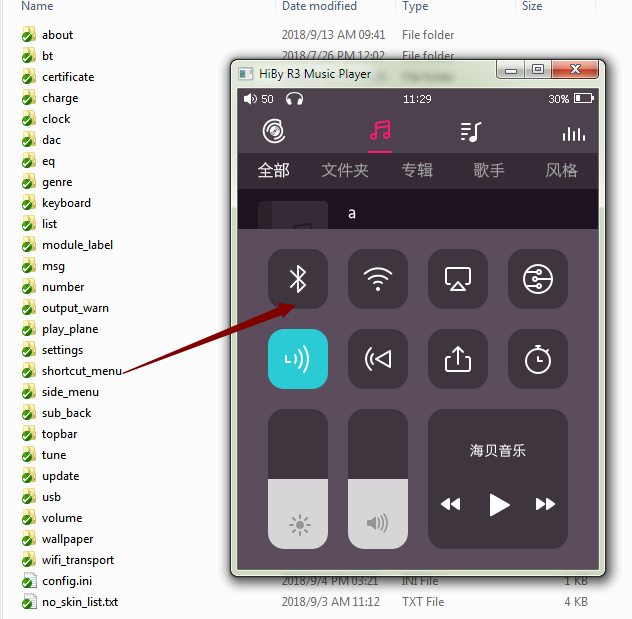 Name Date modified Type Size
about 2018/9/13 AM 09:41 File folder
bt 2018/7/26 PM 12:02 File folder
certificate File folder
HiBy R3 Music Player
charge
50 11:29 30%
clock
dac
eq
全部 文件夹 专辑 歌手 风格
genre
keyboard
a
list
module_label
msg
number
output_warn
play_plane
settings
shortcut_menu
side_menu
sub_back
topbar
海贝音乐
tune
update
usb
volume
wallpaper
wifi_transport
config.ini 2018/9/4 PM 03:21 INI File 1 KB
no_skin_list.txt 2018/9/3 AM 11:12 TXT File 4 KB